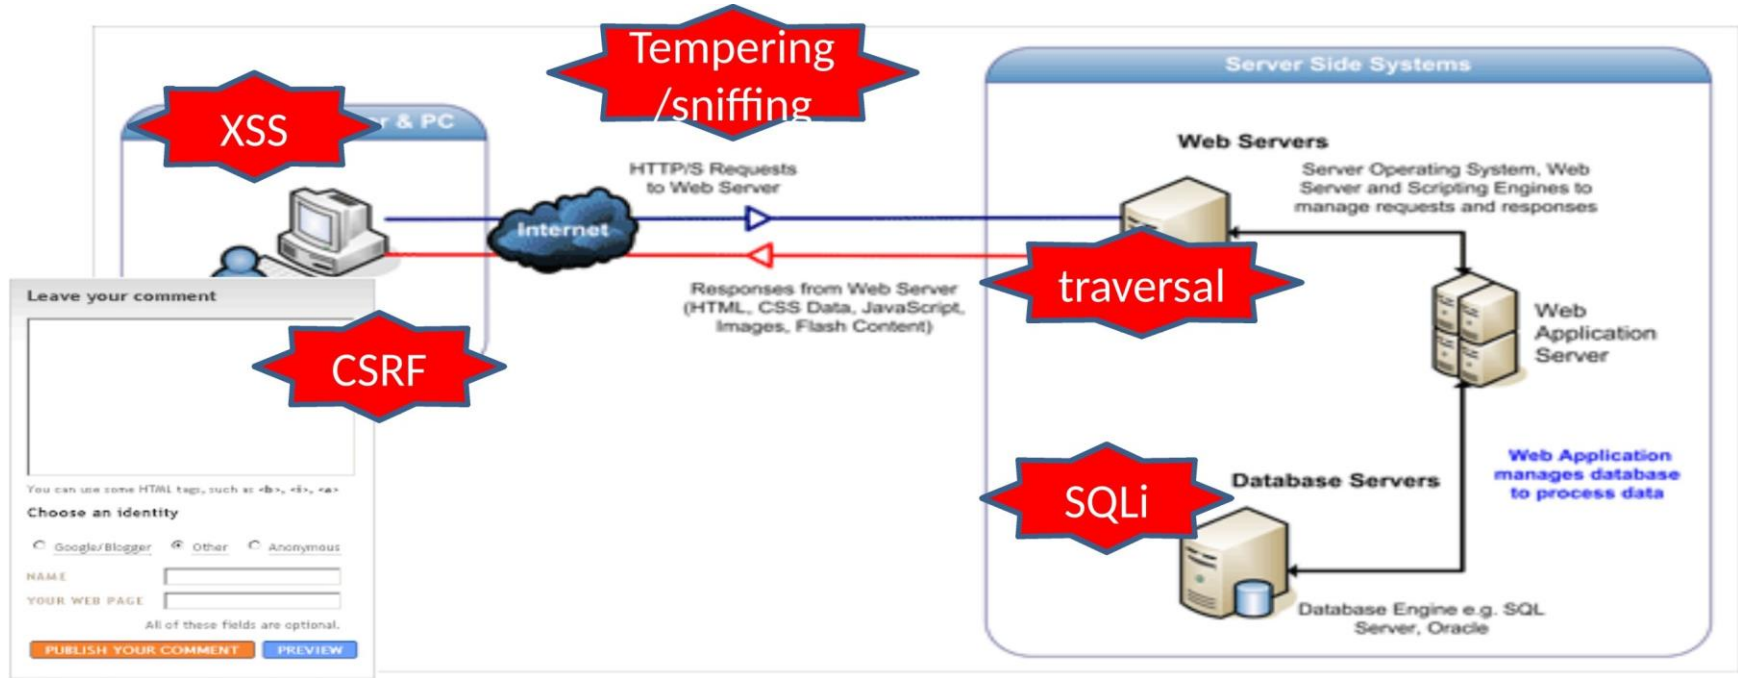 Tempering
/sniffing
Server Side Systems
XSS
r & PC
Web Servers
HTTP/S Requests
to Web Server
Server Operating System, Web
Server and Scripting Engines to
manage requests and responses
Internet
traversal
Responses from Web Server
(HTML, CSS Data, JavaScript,
Images, Flash Content)
Web
Application
Server
Leave your comment
CSRF
Web Application
manages database
to process data
Database Servers
SQLi
You can use some HTML tags, such as <b>, <i>, <a>
Choose an identity
Google/Blogger Other Anonymous
NAME
YOUR WEB PAGE
All of these fields are optional.
PUBLISH YOUR COMMENT PREVIEW
Database Engine e.g. SQL
Server, Oracle